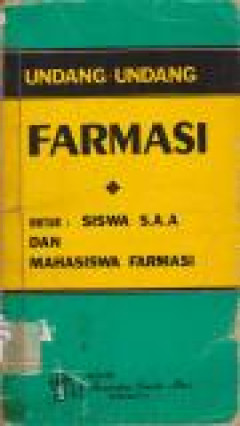 UNDANG-UNDANG
FARMASI
UNTUK : SISWA S.A.A
DAN
MAHASISWA FARMASI